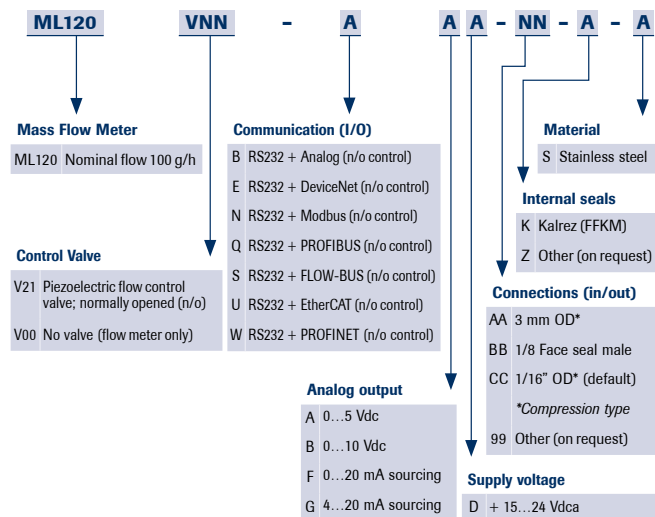 ML120 VNN - A A A - NN - A - A
Mass Flow Meter
ML120 Nominal flow 100 g/h
Control Valve
V21 Piezoelectric flow control
valve; normally opened (n/o)
V00 No valve (flow meter only)
Communication (I/O)
B RS232 + Analog (n/o control)
E RS232 + DeviceNet (n/o control)
N RS232 + Modbus (n/o control)
Q RS232 + PROFIBUS (n/o control)
S RS232 + FLOW-BUS (n/o control)
U RS232 + EtherCAT (n/o control)
W RS232 + PROFINET (n/o control)
Analog output
A 0...5 Vdc
B 0...10 Vdc
F 0...20 mA sourcing
G 4...20 mA sourcing
Supply voltage
D + 15...24 Vdca
Connections (in/out)
AA 3 mm OD*
BB 1/8 Face seal male
CC 1/16" OD* (default)
*Compression type
99 Other (on request)
Internal seals
K Kalrez (FFKM)
Z Other (on request)
Material
S Stainless steel